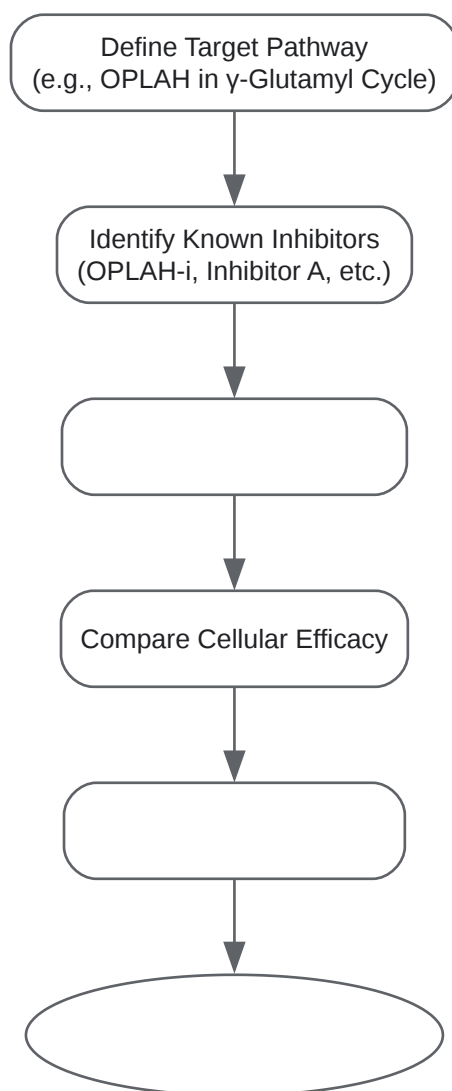 Define Target Pathway
(e.g., OPLAH in γ-Glutamyl Cycle)
Identify Known Inhibitors
(OPLAH-i, Inhibitor A, etc.)
Compare Cellular Efficacy